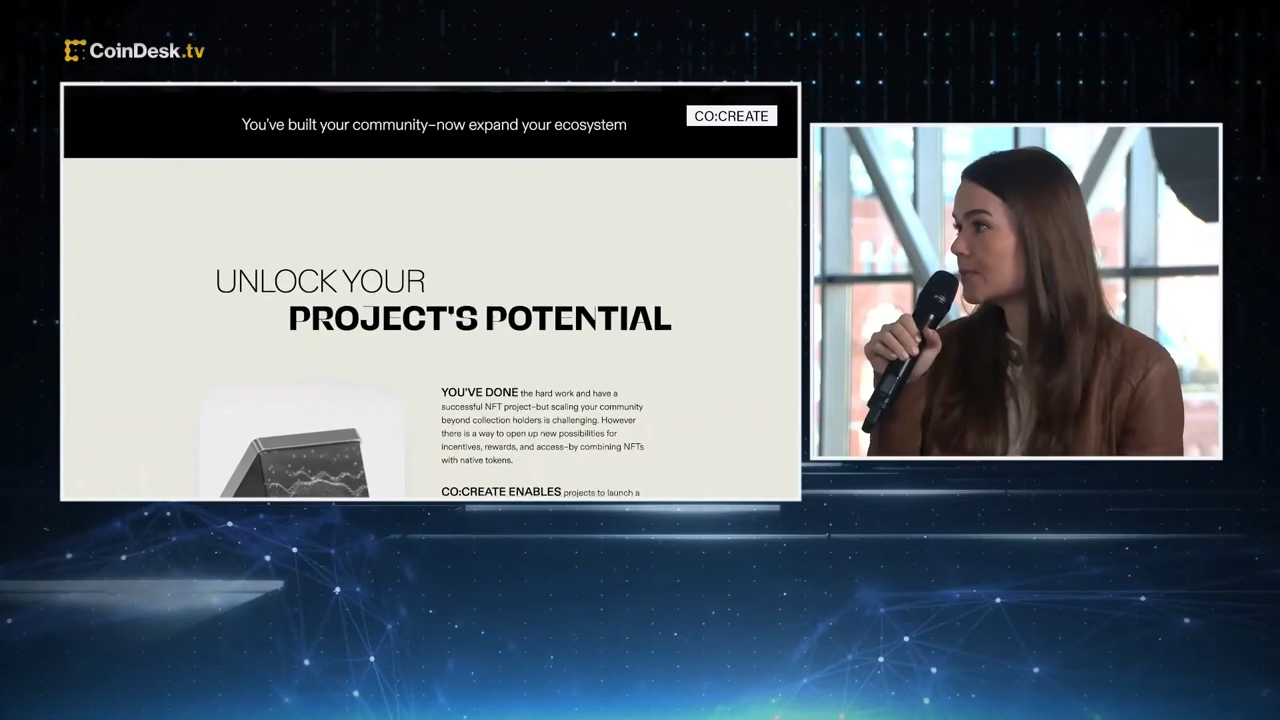 CoinDesk.tv
You've built your community–now expand your ecosystem
CO:CREATE
UNLOCK YOUR
PROJECT'S POTENTIAL
YOU'VE DONE the hard work and have a
successful NFT project–but scaling your community
beyond collection holders is challenging. However
there is a way to open up new possibilities for
incentives, rewards, and access–by combining NFTs
with native tokens.
CO:CREATE ENABLES projects to launch a